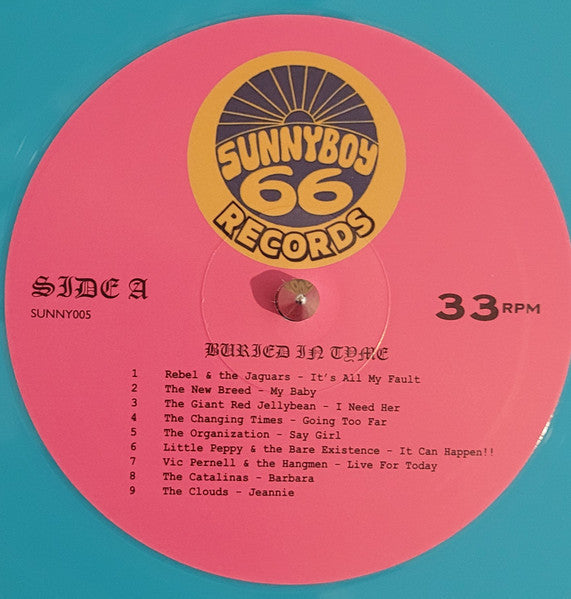 SUNNYBOY
66
RECORDS
SIDE A
SUNNY005
33 RPM
BURIED IN TYME
1 Rebel & the Jaguars - It's All My Fault
2 The New Breed - My Baby
3 The Giant Red Jellybean - I Need Her
4 The Changing Times - Going Too Far
5 The Organization - Say Girl
6 Little Peppy & the Bare Existence - It Can Happen!!
7 Vic Pernell & the Hangmen - Live For Today
8 The Catalinas - Barbara
9 The Clouds - Jeannie